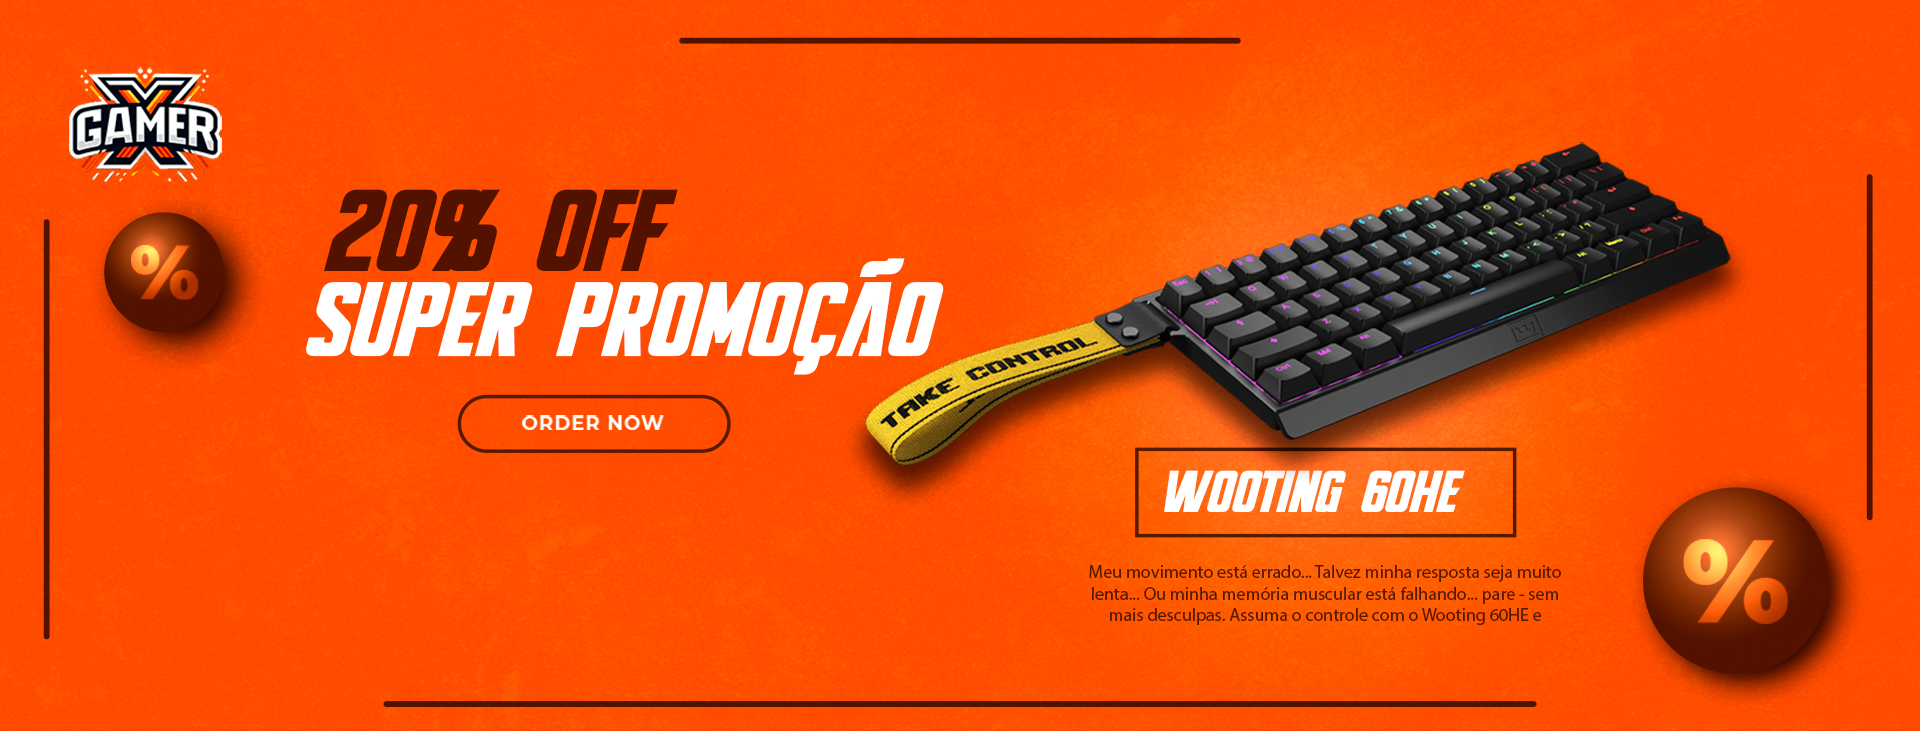 GAMER
X
%
20% OFF
SUPER PROMOÇÃO
ORDER NOW
TAKE CONTROL
WOOTING 60HE
Meu movimento está errado... Talvez minha resposta seja muito
lenta... Ou minha memória muscular está falhando... pare - sem
mais desculpas. Assuma o controle com o Wooting 60HE e
%